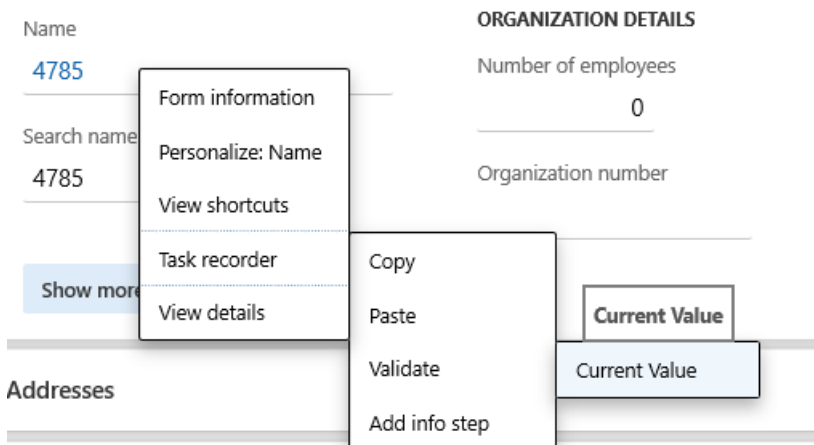 Name
4785
Search name
4785
Show more
ORGANIZATION DETAILS
Number of employees
0
Organization number
Form information
Personalize: Name
View shortcuts
Task recorder
View details
Copy
Paste
Validate
Add info step
Current Value
Current Value
Addresses